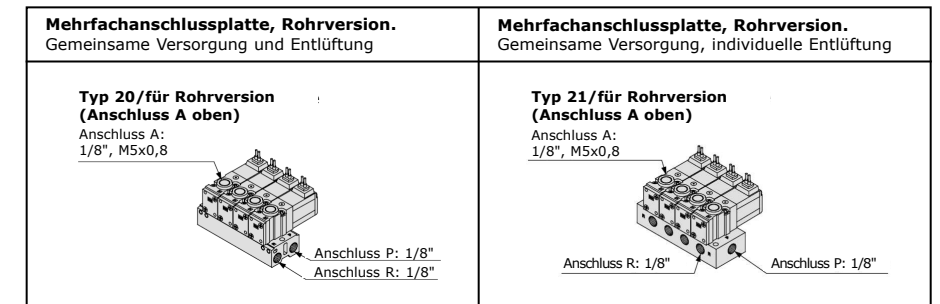 Mehrfachanschlussplatte, Rohrversion.
Gemeinsame Versorgung und Entlüftung
Typ 20/für Rohrversion
(Anschluss A oben)
Anschluss A:
1/8", M5x0,8
Anschluss P: 1/8"
Anschluss R: 1/8"
Mehrfachanschlussplatte, Rohrversion.
Gemeinsame Versorgung, individuelle Entlüftung
Typ 21/für Rohrversion
(Anschluss A oben)
Anschluss A:
1/8", M5x0,8
Anschluss R: 1/8"
Anschluss P: 1/8"